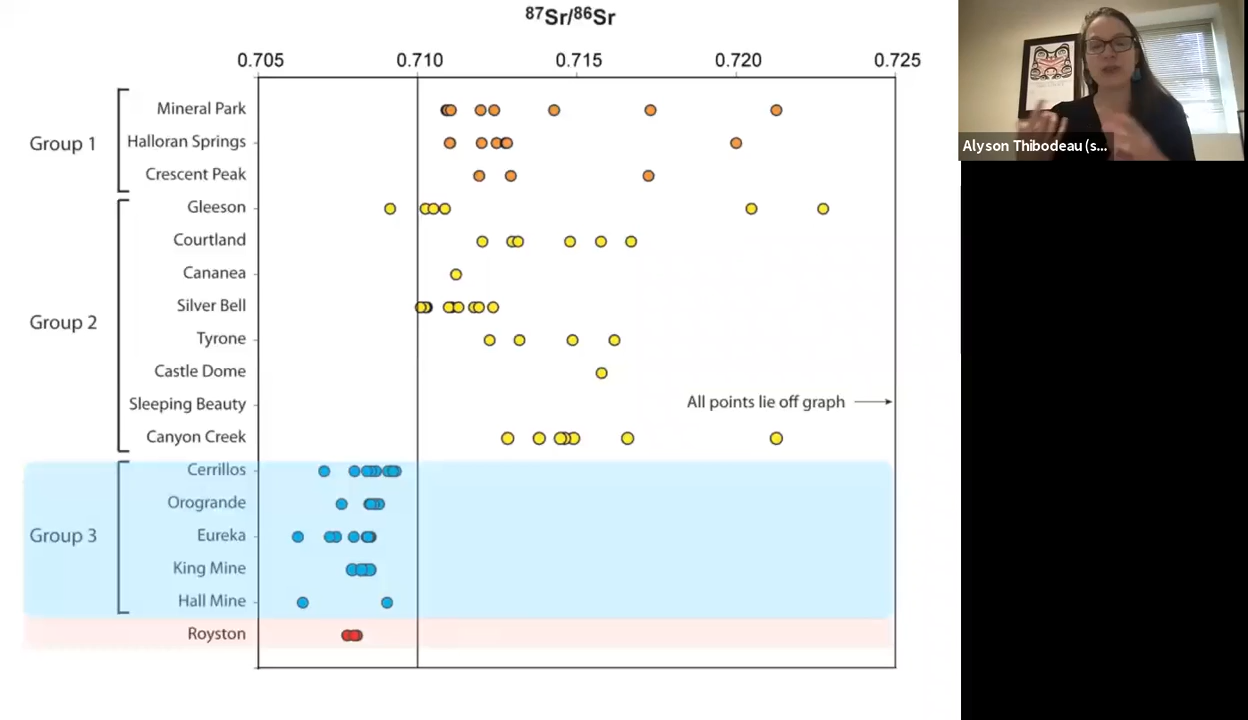 87Sr/86Sr
0.705 0.710 0.715 0.720 0.725
Group 1
Mineral Park
Halloran Springs
Crescent Peak
Group 2
Gleeson
Courtland
Cananea
Silver Bell
Tyrone
Castle Dome
Sleeping Beauty
All points lie off graph
Canyon Creek
Group 3
Cerrillos
Orogrande
Eureka
King Mine
Hall Mine
Royston
Alyson Thibodeau (s...